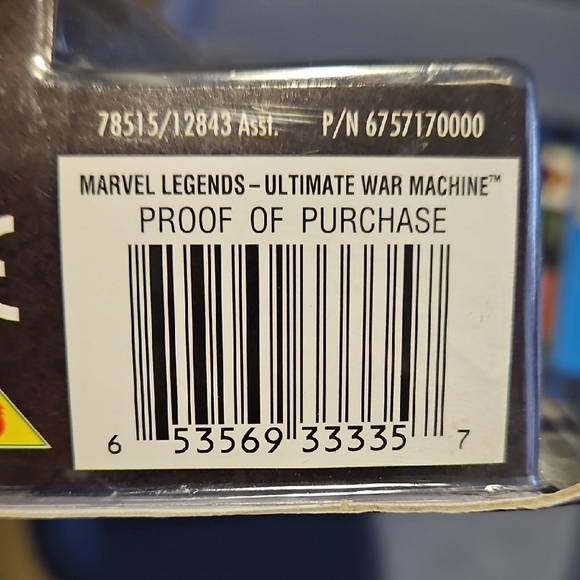 78515/12843 Asst. P/N 6757170000
MARVEL LEGENDS – ULTIMATE WAR MACHINE™
PROOF OF PURCHASE
6 53569 33335 7